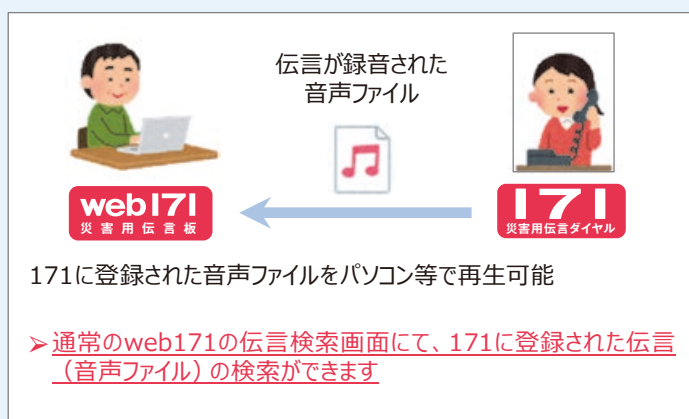 伝言が録音された
音声ファイル
web171
災害用伝言板
171
災害用伝言ダイヤル
171に登録された音声ファイルをパソコン等で再生可能
➢通常のweb171の伝言検索画面にて、171に登録された伝言
（音声ファイル）の検索ができます